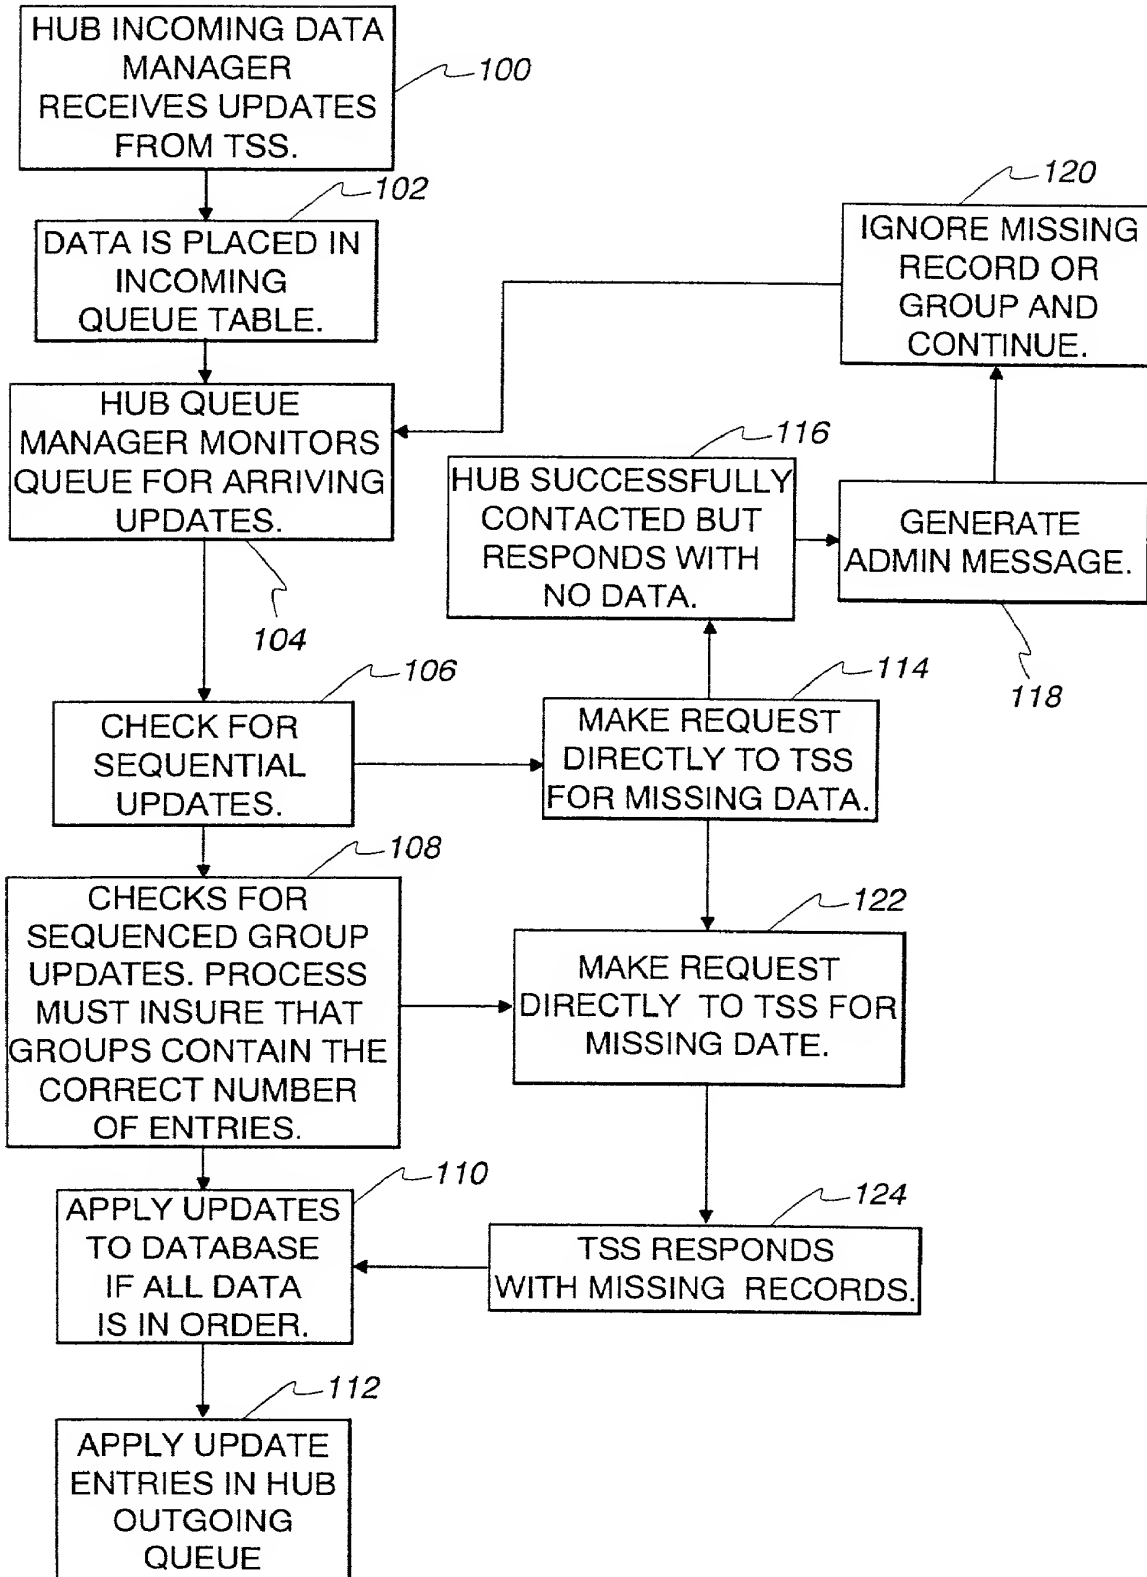 HUB INCOMING DATA
MANAGER
RECEIVES UPDATES
FROM TSS.
100
102
DATA IS PLACED IN
INCOMING
QUEUE TABLE.
HUB QUEUE
MANAGER MONITORS
QUEUE FOR ARRIVING
UPDATES.
104
106
CHECK FOR
SEQUENTIAL
UPDATES.
108
CHECKS FOR
SEQUENCED GROUP
UPDATES. PROCESS
MUST INSURE THAT
GROUPS CONTAIN THE
CORRECT NUMBER
OF ENTRIES.
110
APPLY UPDATES
TO DATABASE
IF ALL DATA
IS IN ORDER.
112
APPLY UPDATE
ENTRIES IN HUB
OUTGOING
QUEUE
114
MAKE REQUEST
DIRECTLY TO TSS
FOR MISSING DATA.
116
HUB SUCCESSFULLY
CONTACTED BUT
RESPONDS WITH
NO DATA.
GENERATE
ADMIN MESSAGE.
118
120
IGNORE MISSING
RECORD OR
GROUP AND
CONTINUE.
122
MAKE REQUEST
DIRECTLY TO TSS FOR
MISSING DATE.
124
TSS RESPONDS
WITH MISSING RECORDS.